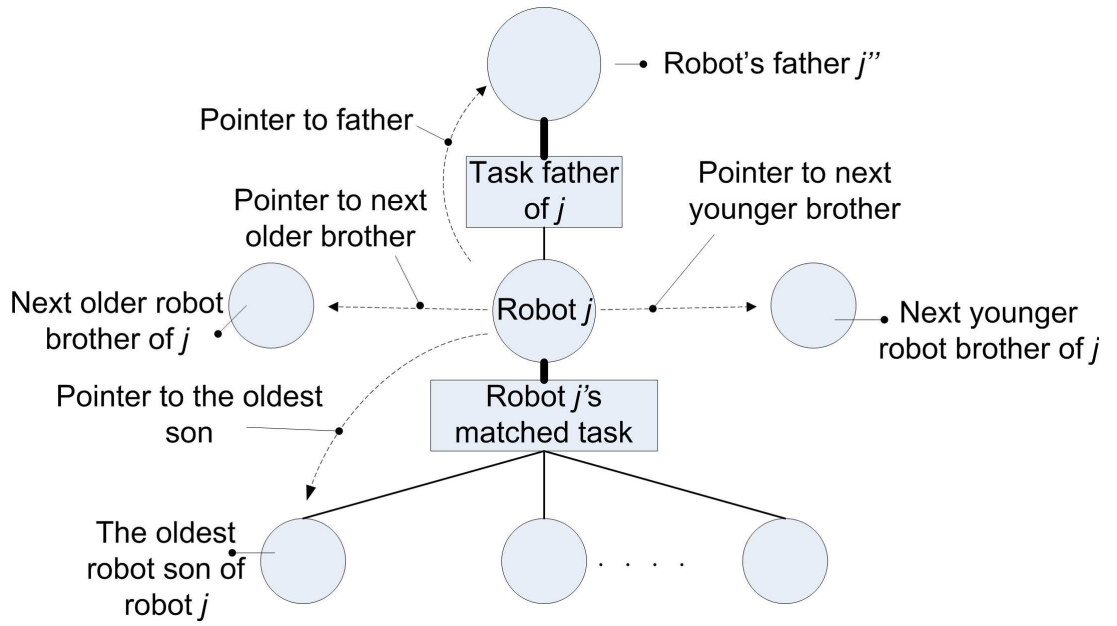 Robot's father j’’
Pointer to father
Task father
of j
Pointer to next
younger brother
Pointer to next
older brother
Next older robot
brother of j
Robot j
Next younger
robot brother of j
Pointer to the oldest
son
Robot j’s
matched task
The oldest
robot son of
robot j
. . . .